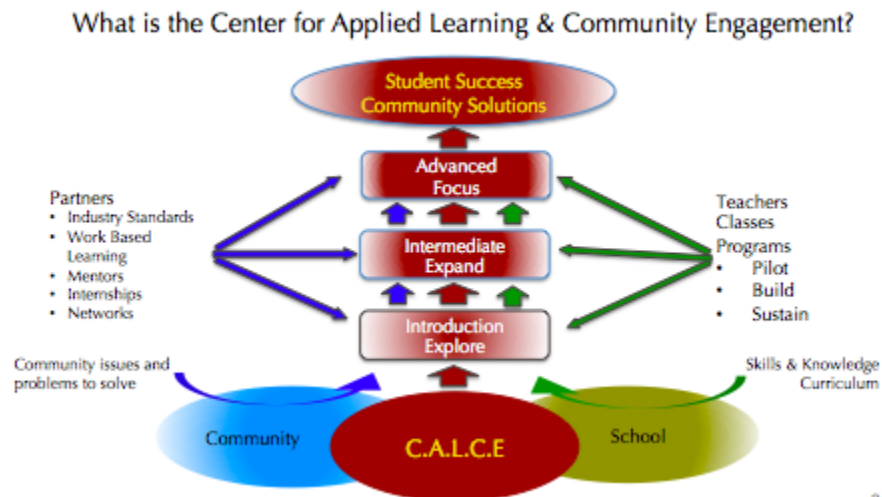 What is the Center for Applied Learning & Community Engagement?
Student Success
Community Solutions
Advanced
Focus
Partners
• Industry Standards
• Work Based
Learning
• Mentors
• Internships
• Networks
Teachers
Classes
Programs
• Pilot
• Build
• Sustain
Intermediate
Expand
Introduction
Explore
Community issues and
problems to solve
Skills & Knowledge
Curriculum
Community
C.A.L.C.E
School